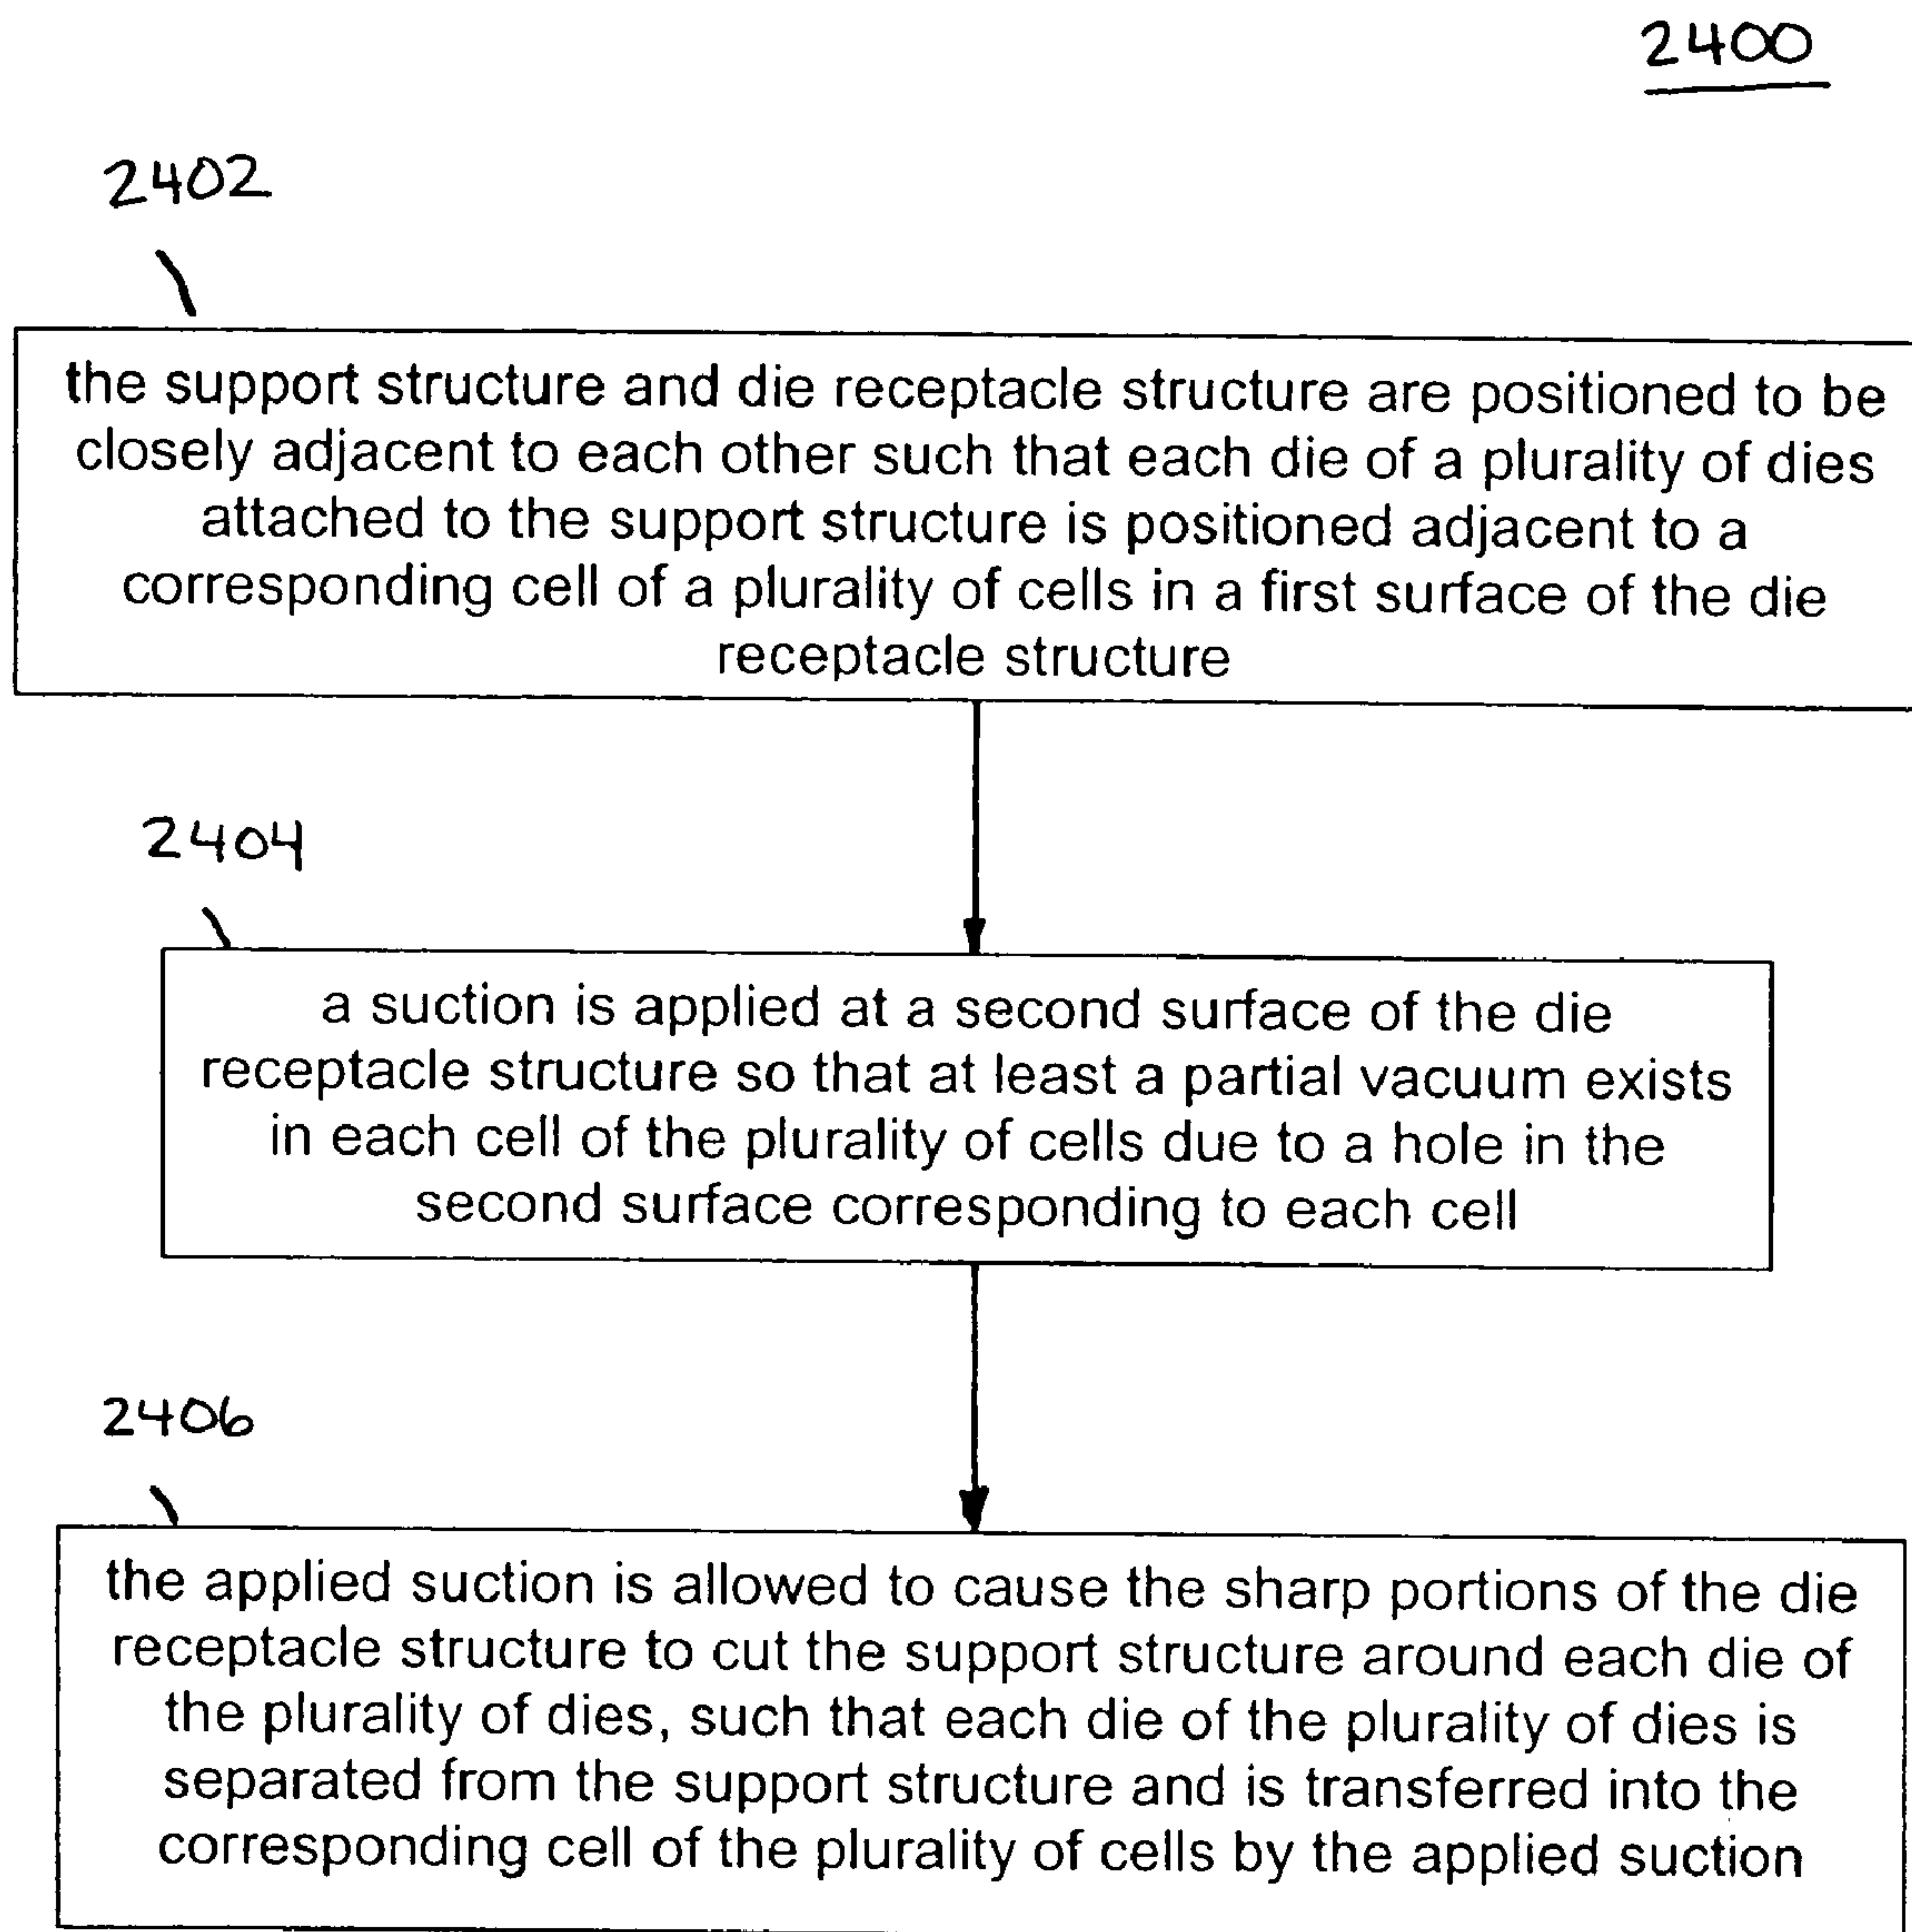 2400
2402
the support structure and die receptacle structure are positioned to be
closely adjacent to each other such that each die of a plurality of dies
attached to the support structure is positioned adjacent to a
corresponding cell of a plurality of cells in a first surface of the die
receptacle structure
2404
a suction is applied at a second surface of the die
receptacle structure so that at least a partial vacuum exists
in each cell of the plurality of cells due to a hole in the
second surface corresponding to each cell
2406
the applied suction is allowed to cause the sharp portions of the die
receptacle structure to cut the support structure around each die of
the plurality of dies, such that each die of the plurality of dies is
separated from the support structure and is transferred into the
corresponding cell of the plurality of cells by the applied suction